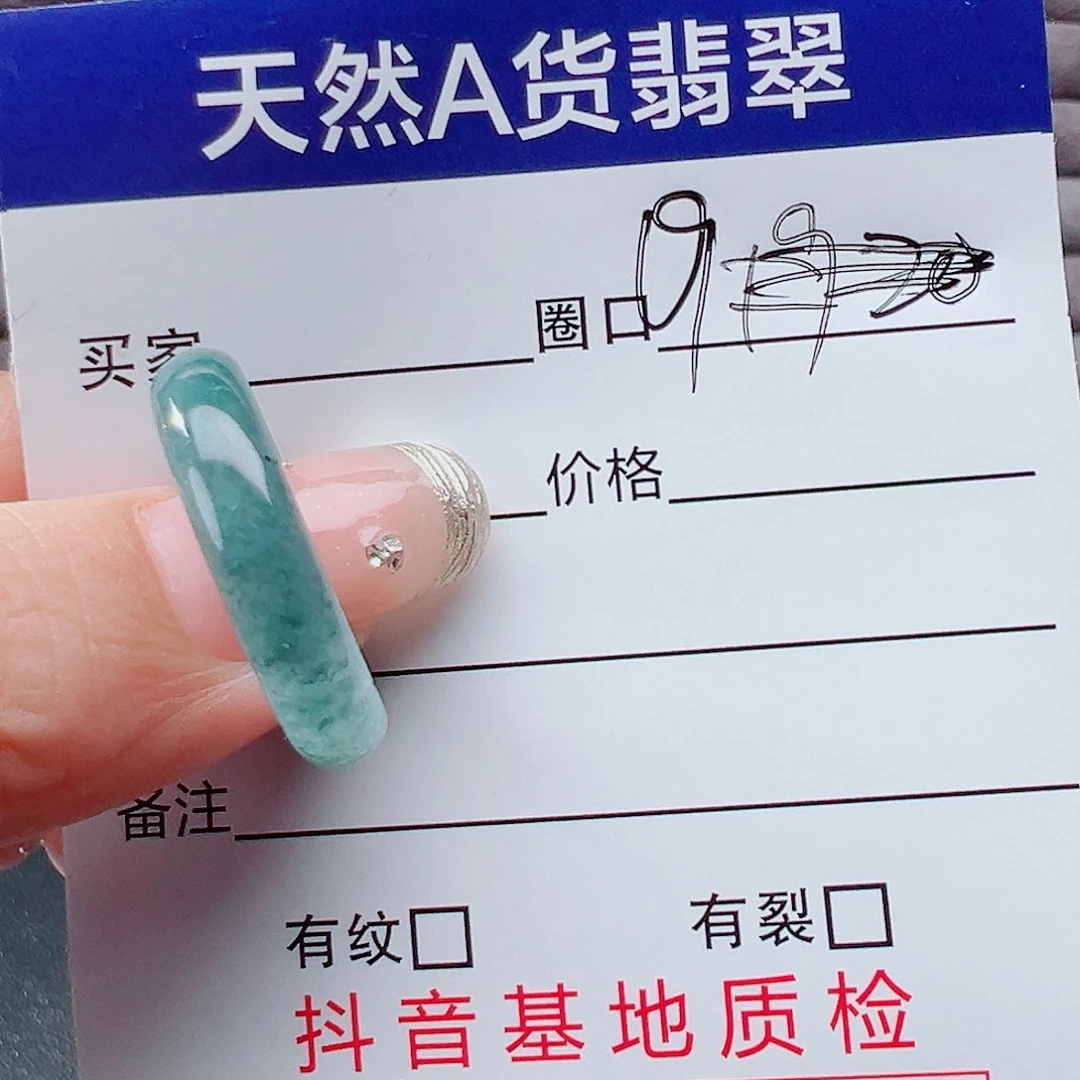 天然A货翡翠
买客 圈口
价格
备注
有纹 有裂
抖音基地质检